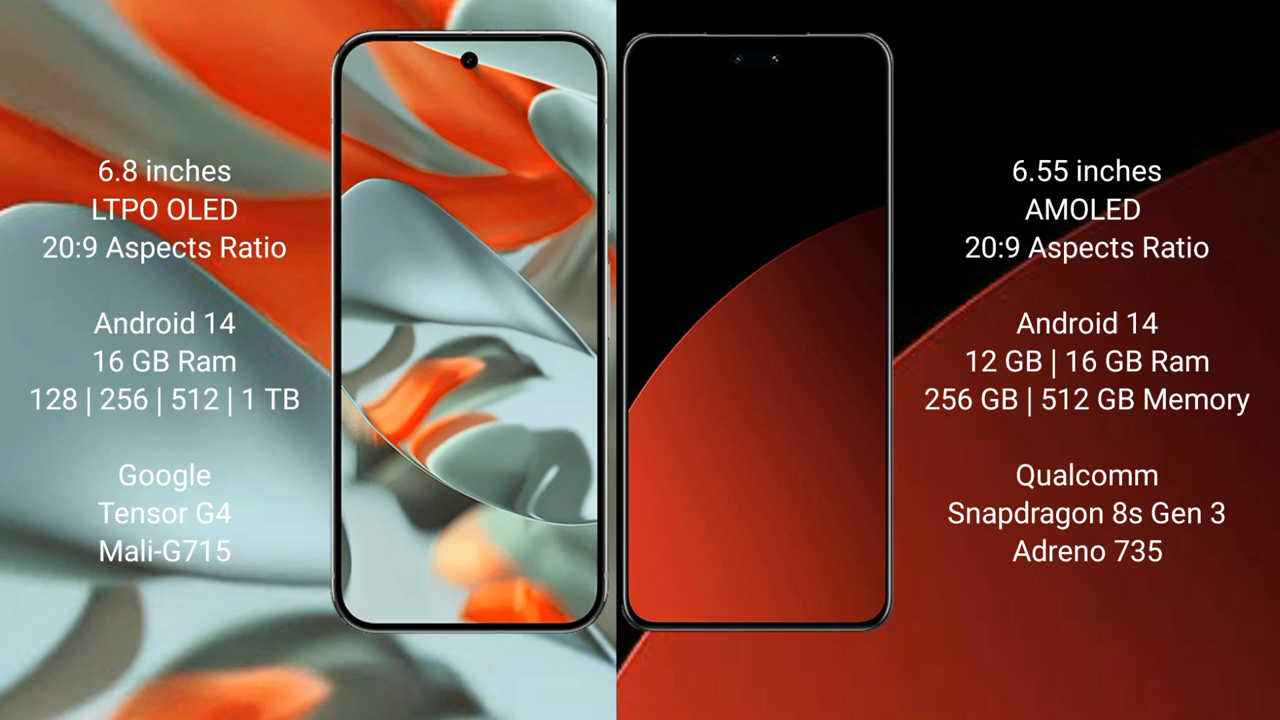 6.8 inches
LTPO OLED
20:9 Aspects Ratio
Android 14
16 GB Ram
128 | 256 | 512 | 1 TB
Google
Tensor G4
Mali-G715
6.55 inches
AMOLED
20:9 Aspects Ratio
Android 14
12 GB | 16 GB Ram
256 GB | 512 GB Memory
Qualcomm
Snapdragon 8s Gen 3
Adreno 735